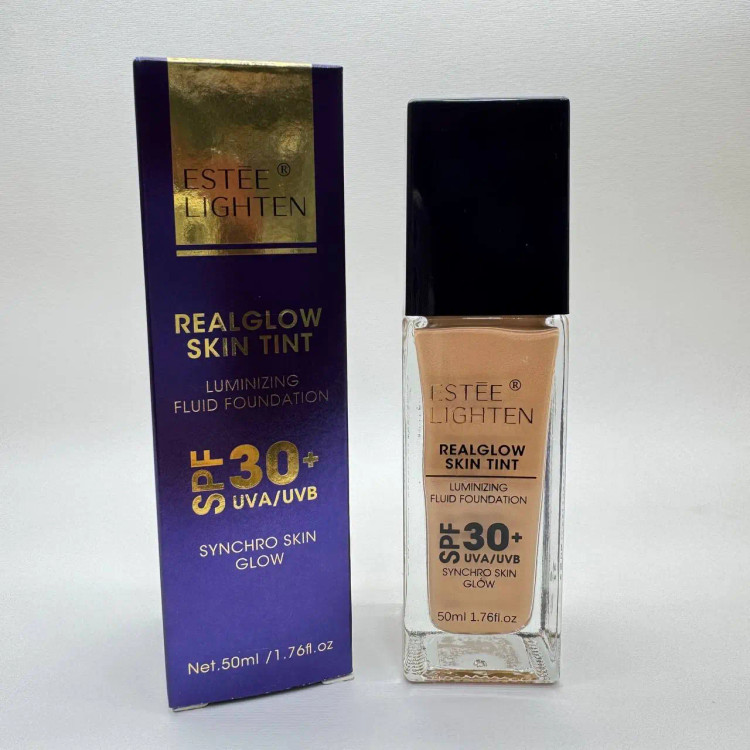 ESTĒE ®
LIGHTEN
REALGLOW
SKIN TINT
LUMINIZING
FLUID FOUNDATION
SPF 30+
UVA/UVB
SYNCHRO SKIN
GLOW
Net.50ml /1.76fl.oz
ESTĒE ®
LIGHTEN
REALGLOW
SKIN TINT
LUMINIZING
FLUID FOUNDATION
SPF 30+
UVA/UVB
SYNCHRO SKIN
GLOW
50ml 1.76fl.oz